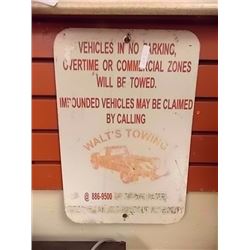 VEHICLES IN NO PARKING,
OVERTIME OR COMMERCIAL ZONES
WILL BE TOWED.
IMPOUNDED VEHICLES MAY BE CLAIMED
BY CALLING
WALT'S TOWING
@ 886-9500